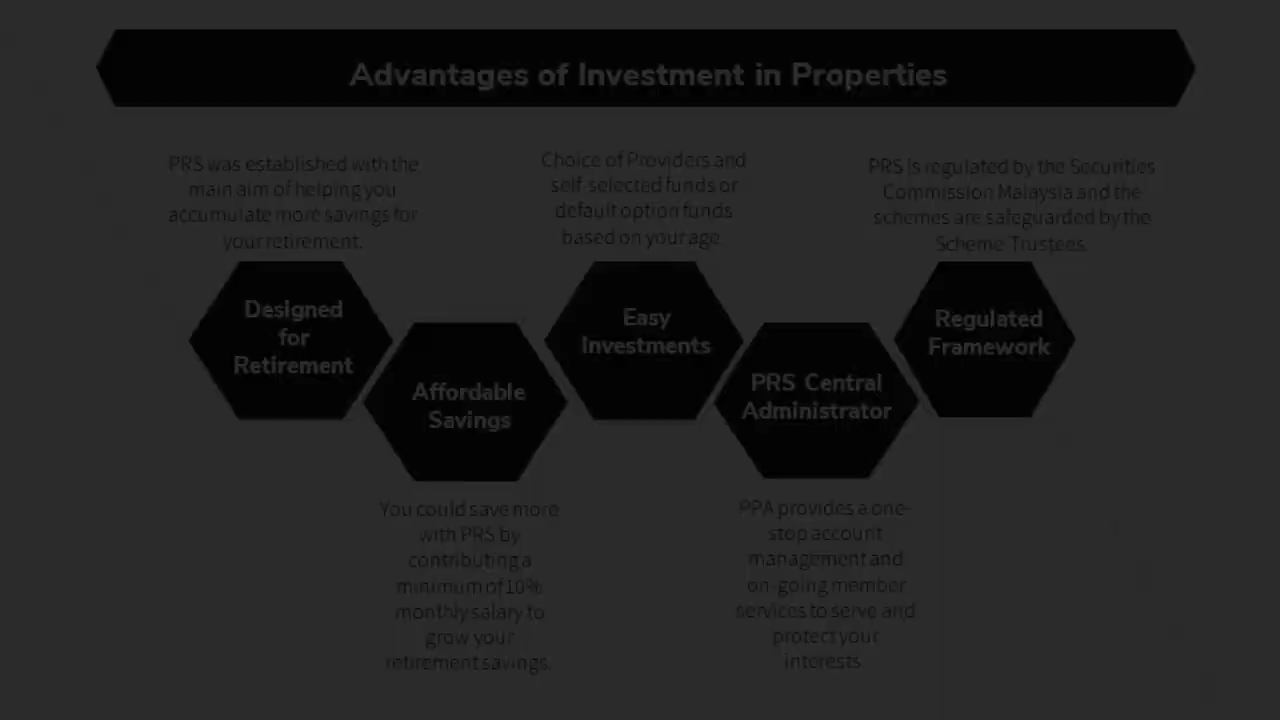 Advantages of Investment in Properties
PRS was established with the
main aim of helping you
accumulate more savings for
your retirement.
Choice of Providers and
self-selected funds or
default option funds
based on your age.
PRS is regulated by the Securities
Commission Malaysia and the
schemes are safeguarded by the
Scheme Trustees.
Designed
for
Retirement
Affordable
Savings
Easy
Investments
PRS Central
Administrator
Regulated
Framework
You could save more
with PRS by
contributing a
minimum of 10%
monthly salary to
grow your
retirement savings.
PPA provides a one-
stop account
management and
on-going member
services to serve and
protect your
interests.